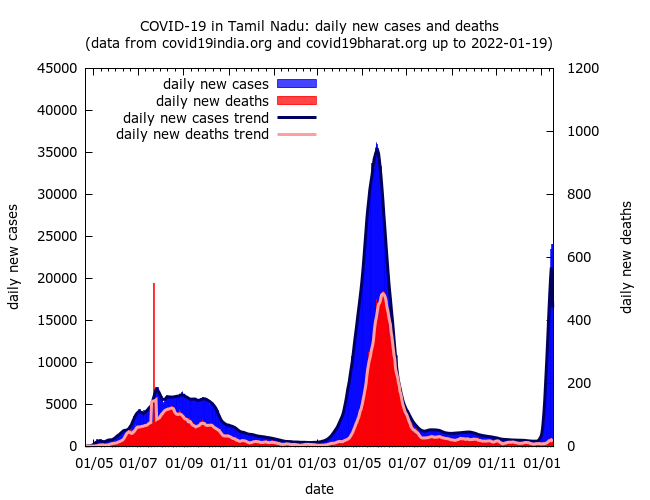 COVID-19 in Tamil Nadu: daily new cases and deaths
(data from covid19india.org and covid19bharat.org up to 2022-01-19)
daily new cases
daily new deaths
daily new cases trend
daily new deaths trend
45000
40000
35000
30000
25000
20000
15000
10000
5000
0
daily new cases
1200
1000
800
600
400
200
0
daily new deaths
01/05 01/07 01/09 01/11 01/01 01/03 01/05 01/07 01/09 01/11 01/01
date